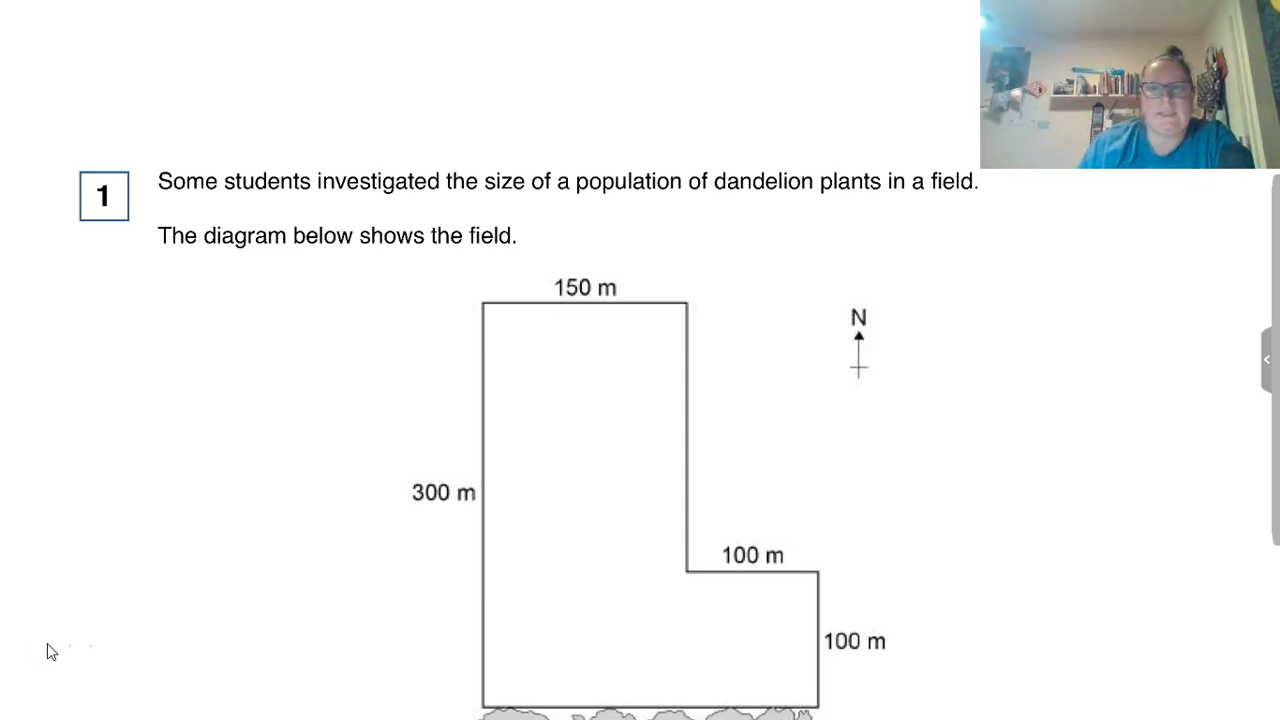 1
Some students investigated the size of a population of dandelion plants in a field.
The diagram below shows the field.
150 m
N
300 m
100 m
100 m